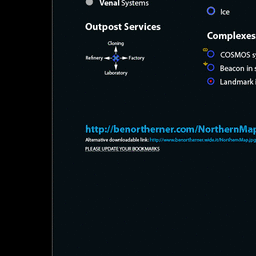 Venal Systems
Outpost Services
Cloning
Refinery
Factory
Laboratory
Ice
Complexes
COSMOS
Beacon in
Landmark
http://benortherner.com/NorthernMap
Alternative downloadable link: http://www.benortherner.webs.tv/NorthernMap.jpg
PLEASE UPDATE YOUR BOOKMARKS